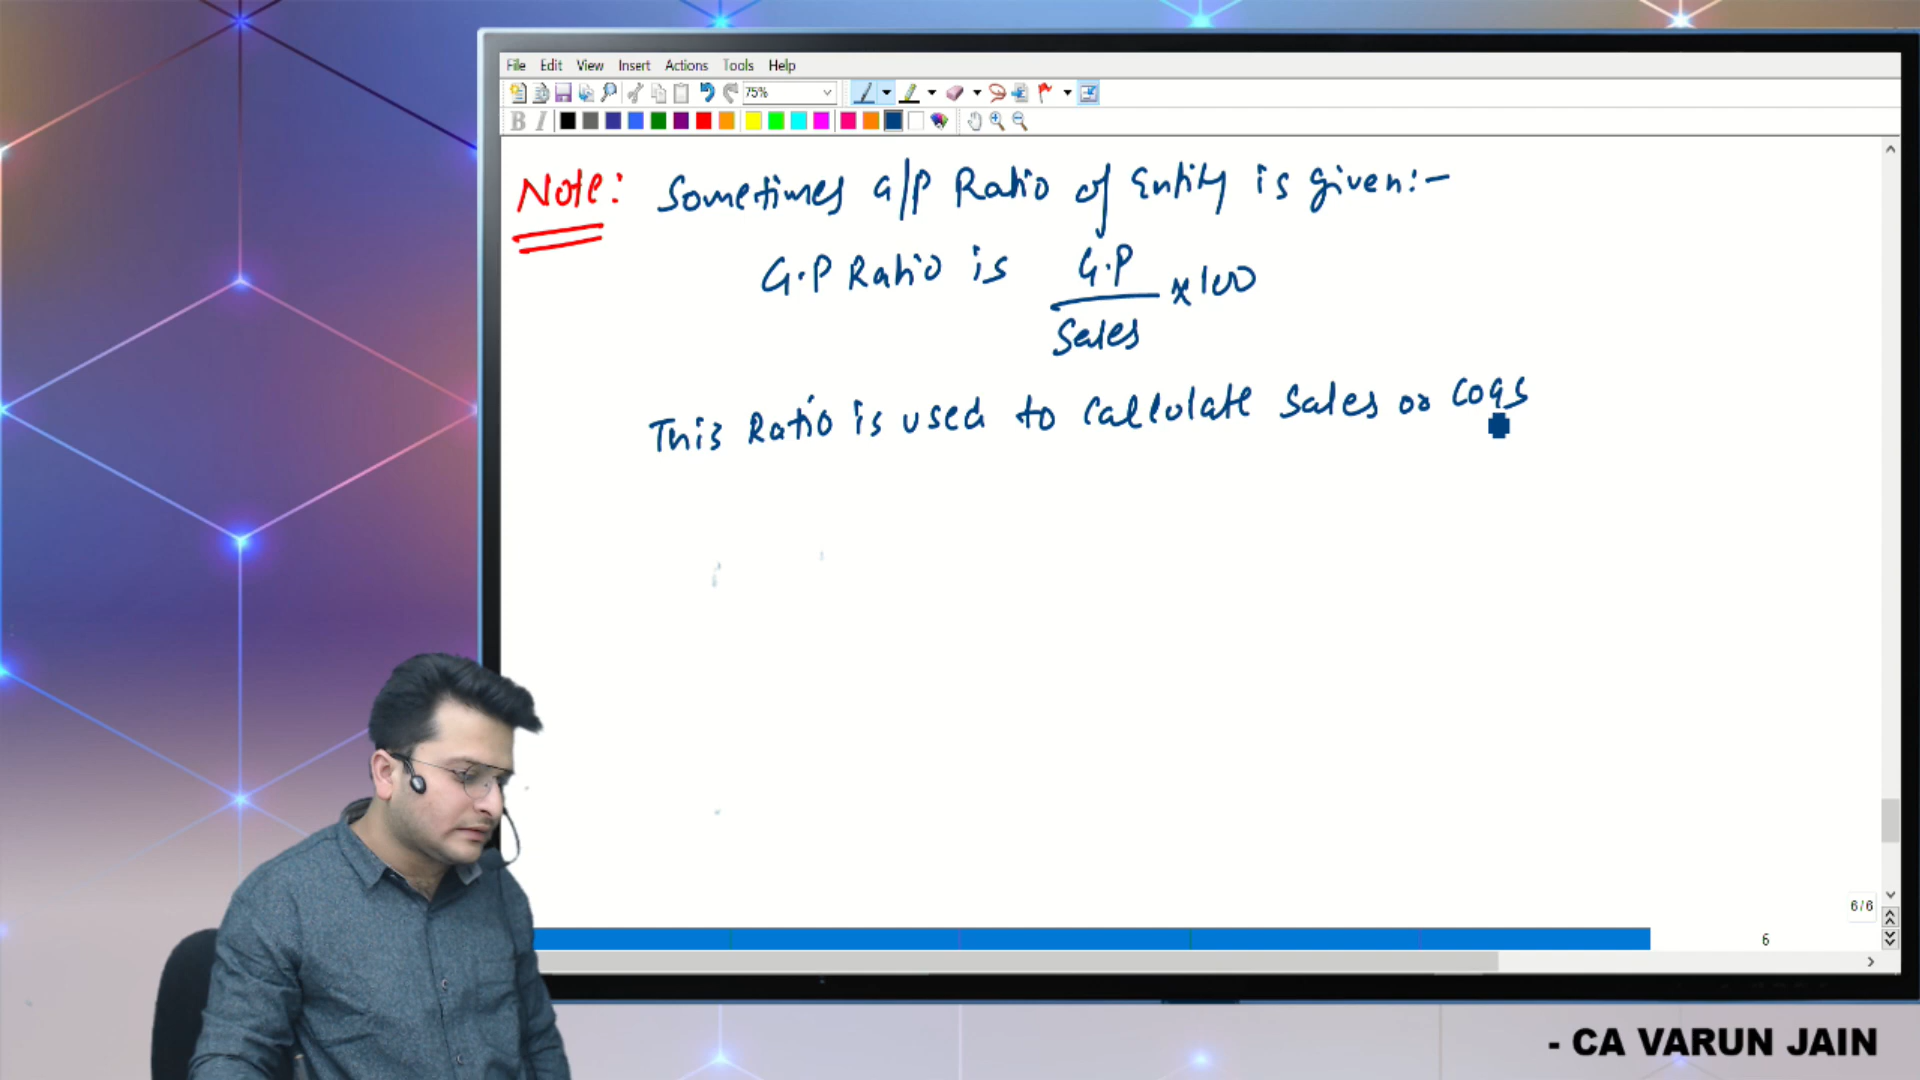 File Edit View Insert Actions Tools Help
75%
B I
Note: Sometimes G/P Ratio of Entity is given:-
G.P Ratio is G.P
Sales
×100
This Ratio is used to Calculate Sales or COGS
6/6
6
- CA VARUN JAIN